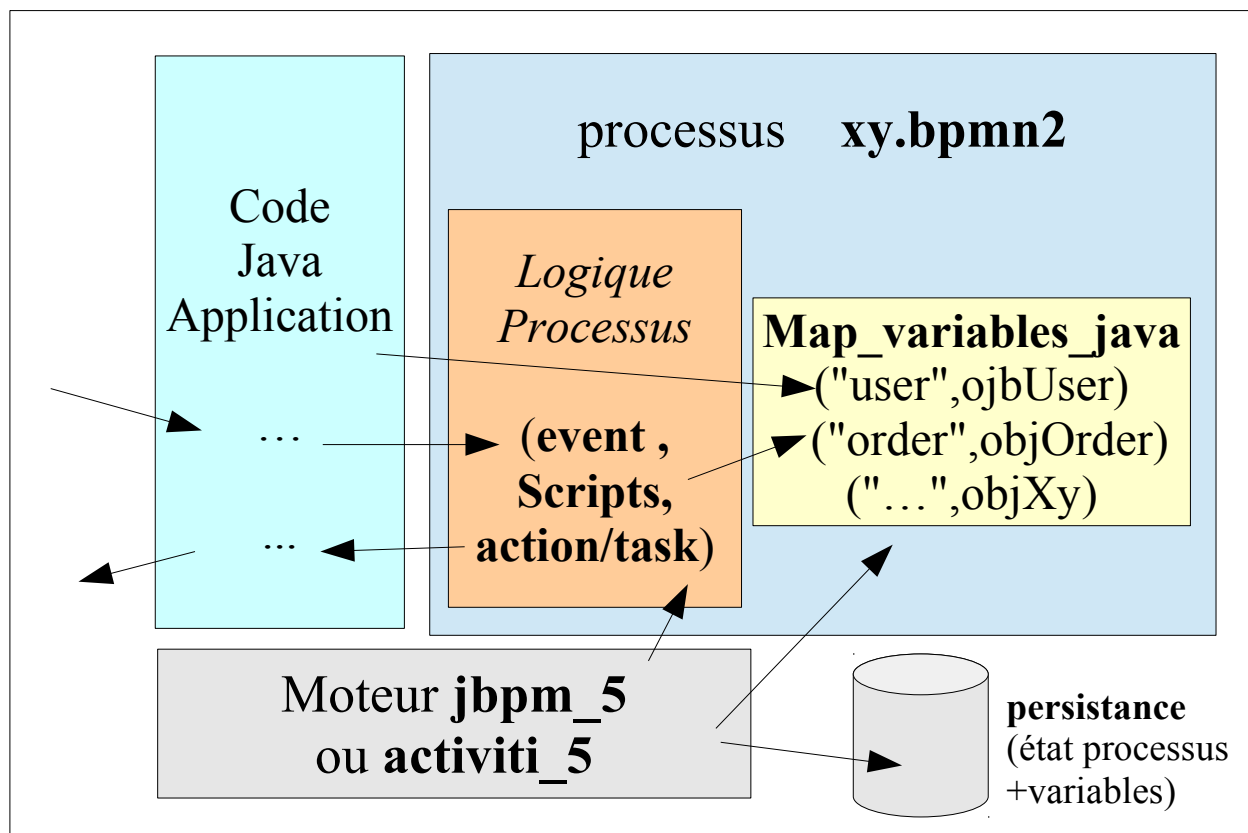 processus xy.bpmn2
Code
Java
Application
Logique
Processus
Map_variables_java
("user",ojbUser)
("order",objOrder)
("…",objXy)
…
(event ,
Scripts,
action/task)
...
Moteur jbpm_5
ou activiti_5
persistance
(état processus
+variables)